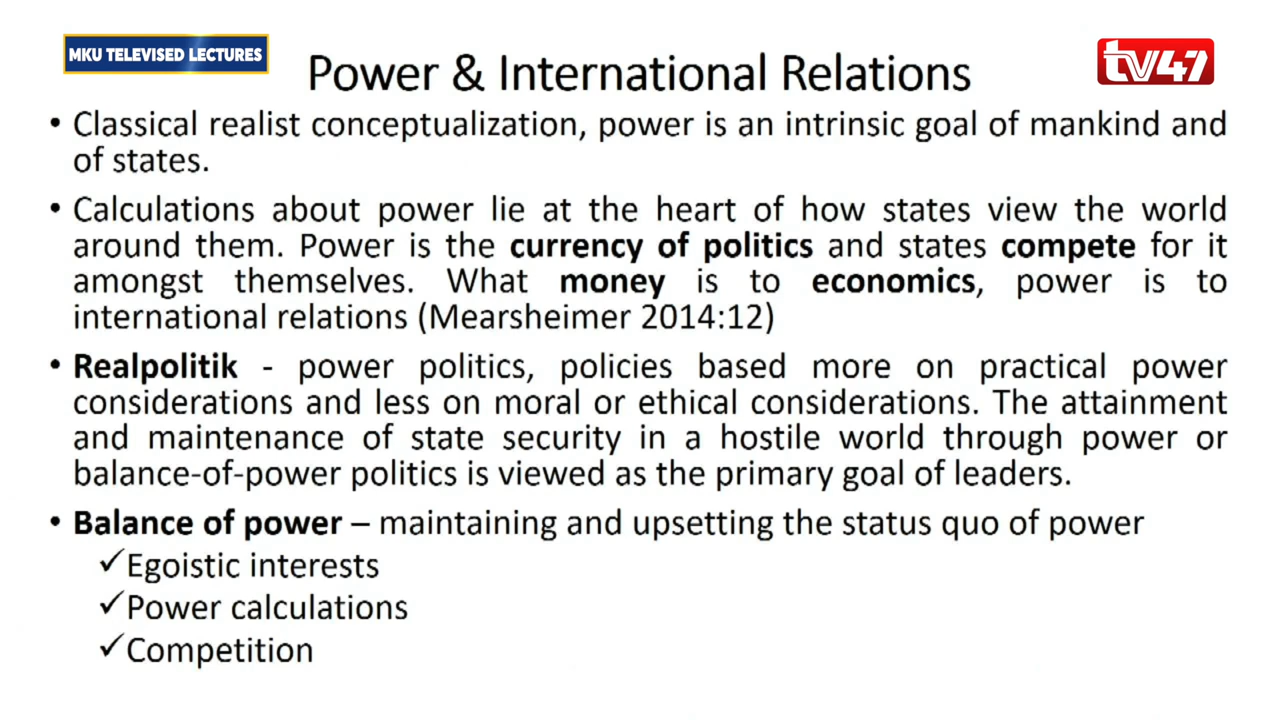 MKU TELEVISED LECTURES
tv47
Power & International Relations
• Classical realist conceptualization, power is an intrinsic goal of mankind and
of states.
• Calculations about power lie at the heart of how states view the world
around them. Power is the currency of politics and states compete for it
amongst themselves. What money is to economics, power is to
international relations (Mearsheimer 2014:12)
• Realpolitik - power politics, policies based more on practical power
considerations and less on moral or ethical considerations. The attainment
and maintenance of state security in a hostile world through power or
balance-of-power politics is viewed as the primary goal of leaders.
• Balance of power – maintaining and upsetting the status quo of power
✓Egoistic interests
✓Power calculations
✓Competition